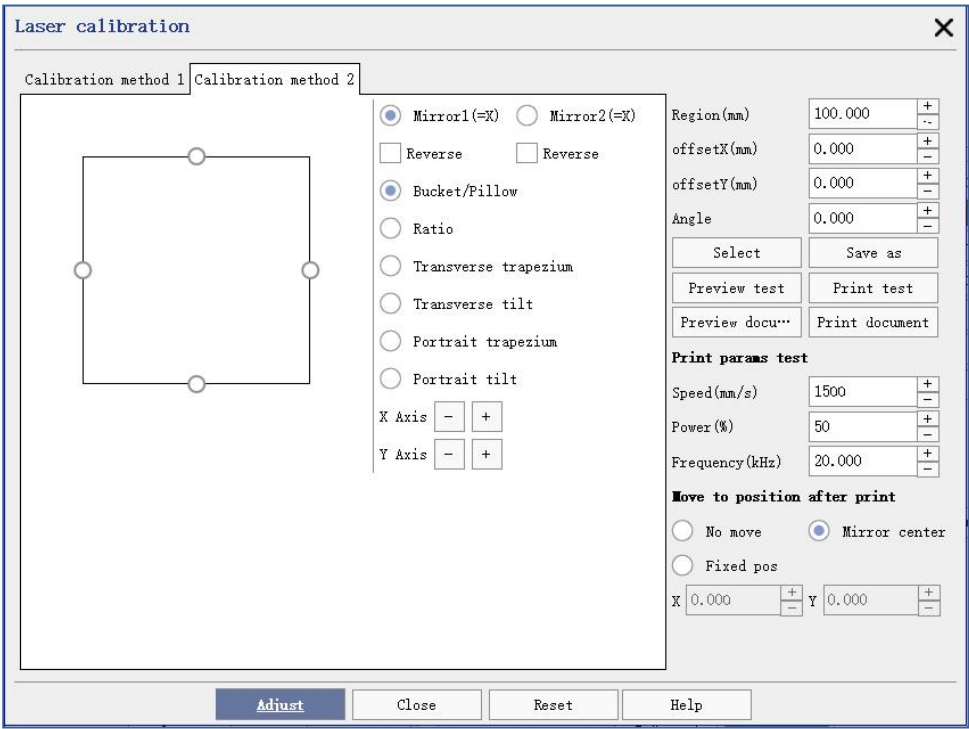 Laser calibration
Calibration method 1 Calibration method 2
Mirror1(=X) Mirror2(=X)
Reverse Reverse
Bucket/Pillow
Ratio
Transverse trapezium
Transverse tilt
Portrait trapezium
Portrait tilt
X Axis - +
Y Axis - +
Region(mm) 100.000
offsetX(mm) 0.000
offsetY(mm) 0.000
Angle 0.000
Select Save as
Preview test Print test
Preview docu… Print document
Print params test
Speed(mm/s) 1500
Power(%) 50
Frequency(kHz) 20.000
Move to position after print
No move Mirror center
Fixed pos
X 0.000 Y 0.000
Adjust Close Reset Help